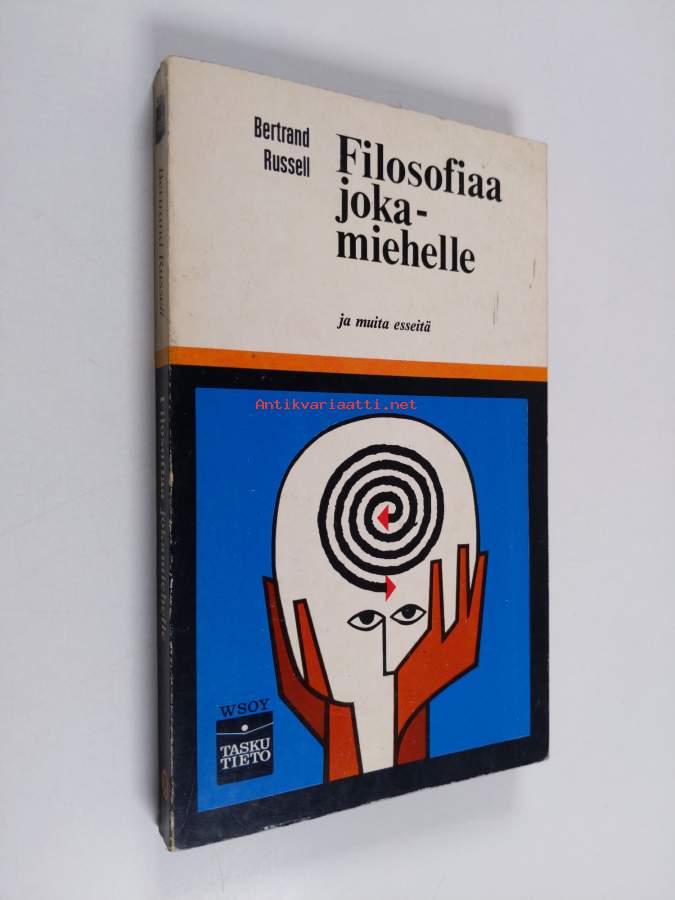 Bertrand
Russell
Filosofiaa
joka-
miehelle
ja muita esseitä
Antikvariaatti.net
WSOY
TASKU
TIETO
Bertrand Russell
Filosofiaa jokamiehelle